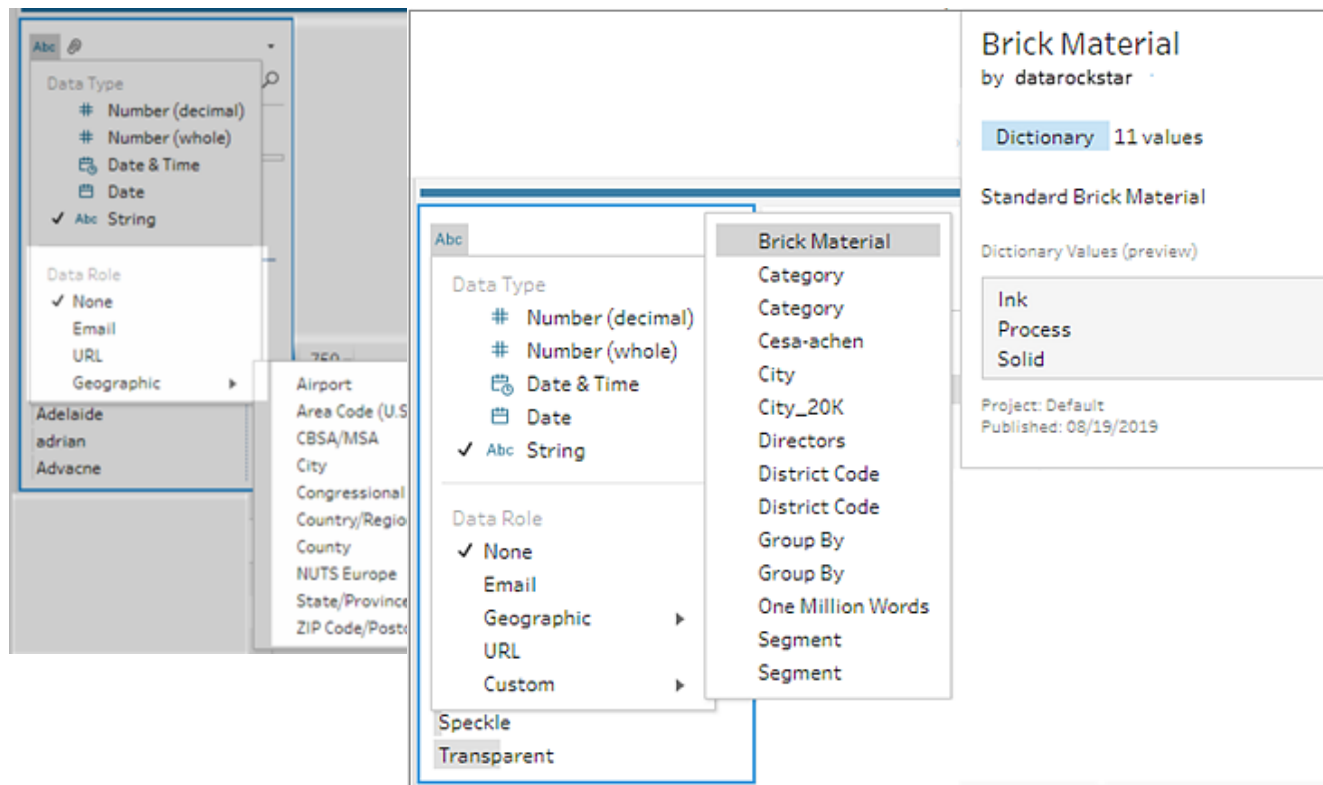 Abc
Data Type
# Number (decimal)
# Number (whole)
Date & Time
Date
✓ Abc String
Data Role
✓ None
Email
URL
Geographic
Adelaide
adrian
Advacne
Airport
Area Code (U.S
CBSA/MSA
City
Congressional
Country/Regio
County
NUTS Europe
State/Province
ZIP Code/Posto
Abc
Data Type
# Number (decimal)
# Number (whole)
Date & Time
Date
✓ Abc String
Data Role
✓ None
Email
Geographic
URL
Custom
Speckle
Transparent
Brick Material
Category
Category
Cesa-achen
City
City_20K
Directors
District Code
District Code
Group By
Group By
One Million Words
Segment
Segment
Brick Material
by datarockstar
Dictionary 11 values
Standard Brick Material
Dictionary Values (preview)
Ink
Process
Solid
Project: Default
Published: 08/19/2019